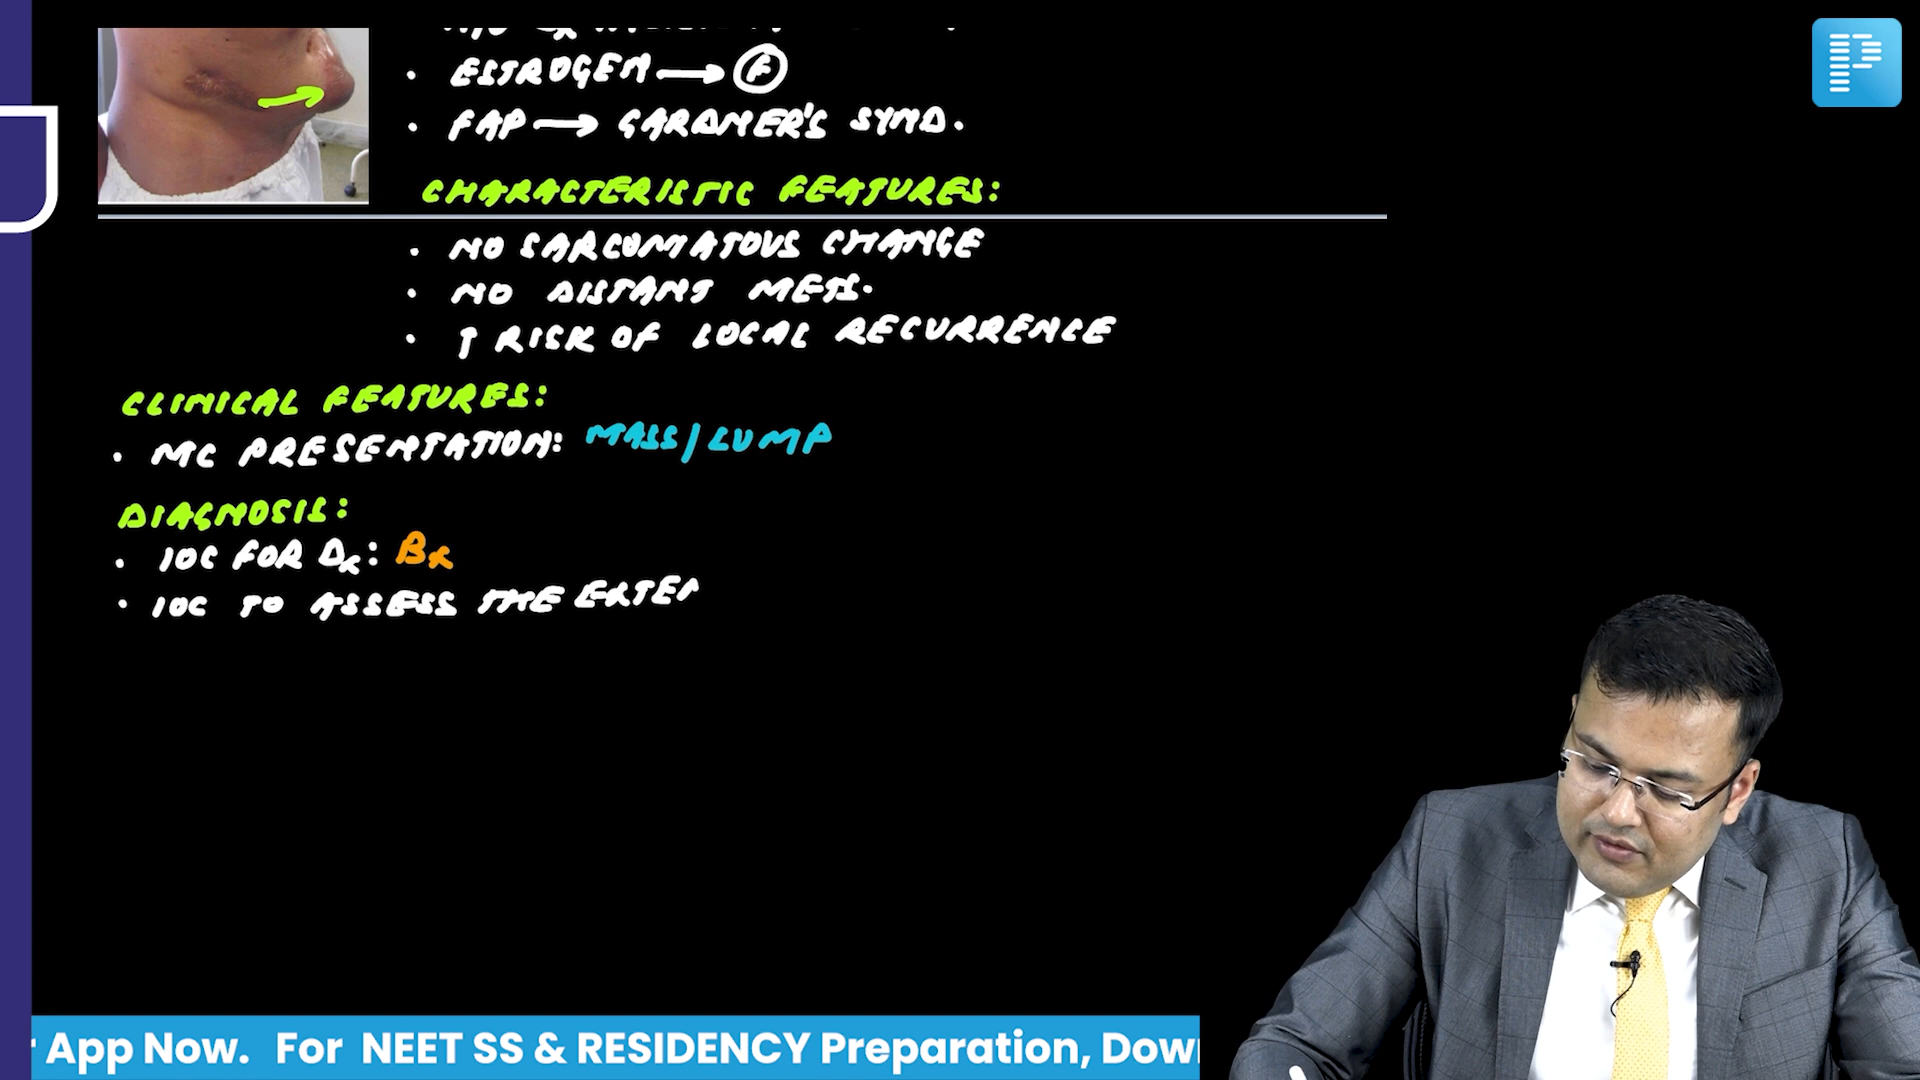 • ESTROGEN → F
• FAP → GARDNER'S SYND.
CHARACTERISTIC FEATURES:
• NO SARCOMATOUS CHANGE
• NO DISTANT METS.
• ↑ RISK OF LOCAL RECURRENCE
CLINICAL FEATURES:
• MC PRESENTATION: MASS/LUMP
DIAGNOSIS:
• IOC FOR Dx: Bx
• IOC TO ASSESS THE EXTEN
App Now. For NEET SS & RESIDENCY Preparation, Down